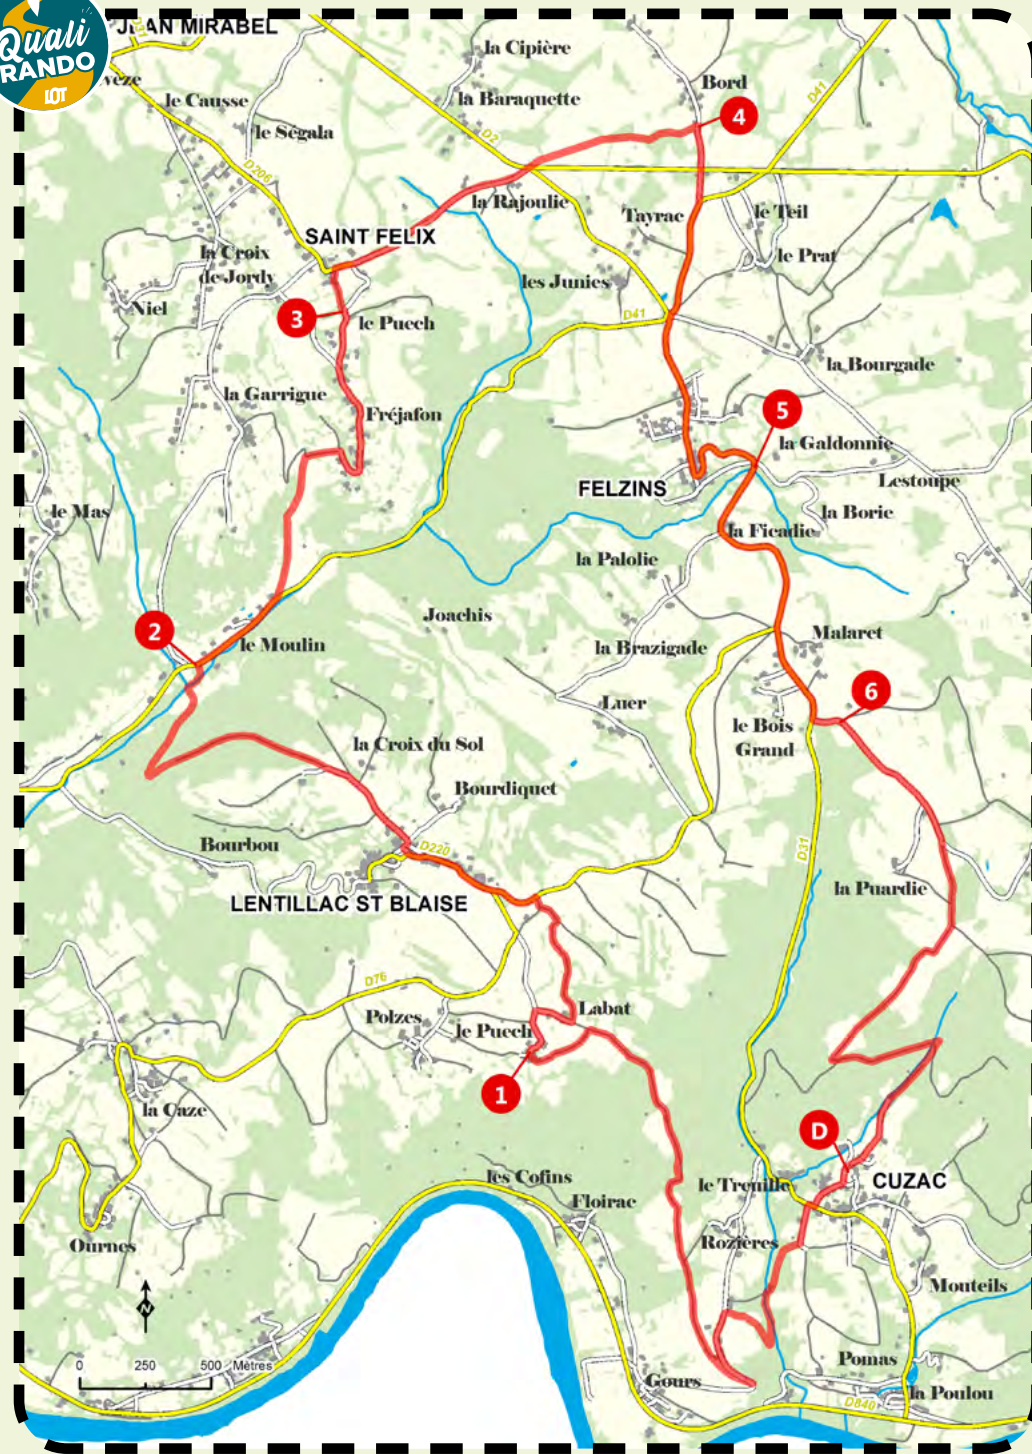 Quali
RANDO
LOT
JEAN MIRABEL
la Cipière
Bord
4
D41
le Causse
la Baraquette
le Ségala
D2
D206
la Rajoulie
Tayrac
le Teil
SAINT FELIX
la Croix
de Jordy
le Prat
les Junies
Niel
3
le Puech
D41
la Bourgade
la Garrigue
Fréjafon
5
la Galdonnie
FELZINS
Lestoupe
le Mas
la Borie
la Ficadie
la Palolie
Joachis
2
le Moulin
la Brazigade
Malaret
6
Luer
le Bois
Grand
la Croix du Sol
Bourdiquet
Bourbou
D220
D31
la Puardie
LENTILLAC ST BLAISE
D76
Polzes
le Puech
Labat
1
la Caze
D
les Cofins
le Treuille
CUZAC
Floirac
Rozières
Ournes
Mouteils
N
0 250 500 Mètres
Pomas
Gours
la Poulou
D840